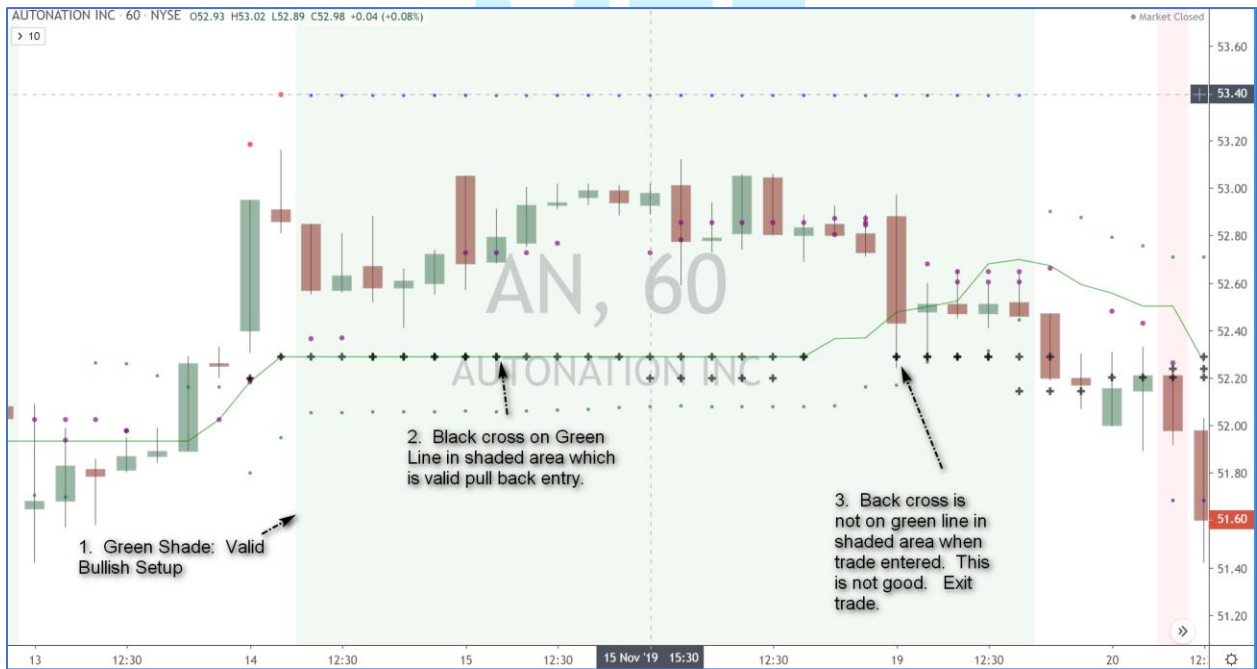 AUTONATION INC · 60 · NYSE O52.93 H53.02 L52.89 C52.98 +0.04 (+0.08%)
Market Closed
> 10
53.60
53.40
53.20
53.00
52.80
52.60
52.40
52.20
52.00
51.80
51.60
51.40
51.20
AN, 60
AUTONATION INC
1. Green Shade: Valid
Bullish Setup
2. Black cross on Green
Line in shaded area which
is valid pull back entry.
3. Back cross is
not on green line in
shaded area when
trade entered. This
is not good. Exit
trade.
13 12:30 14 12:30 15 12:30 15 Nov '19 15:30 12:30 19 12:30 20 12: